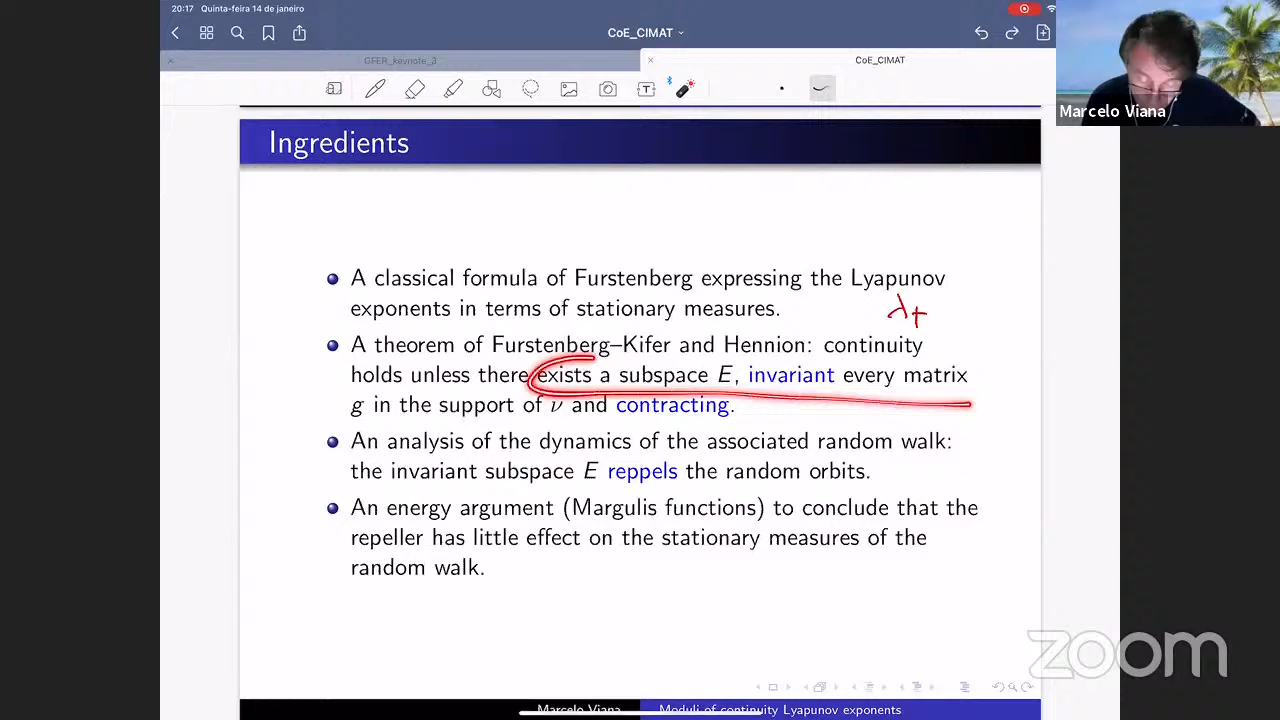 20:17 Quinta-feira 14 de janeiro
CoE_CIMAT
GFER_keynote_3
CoE_CIMAT
T
Marcelo Viana
Ingredients
A classical formula of Furstenberg expressing the Lyapunov
exponents in terms of stationary measures.
λ+
A theorem of Furstenberg–Kifer and Hennion: continuity
holds unless there exists a subspace E, invariant every matrix
g in the support of ν and contracting.
An analysis of the dynamics of the associated random walk:
the invariant subspace E reppels the random orbits.
An energy argument (Margulis functions) to conclude that the
repeller has little effect on the stationary measures of the
random walk.
zoom
Marcelo Viana Moduli of continuity Lyapunov exponents